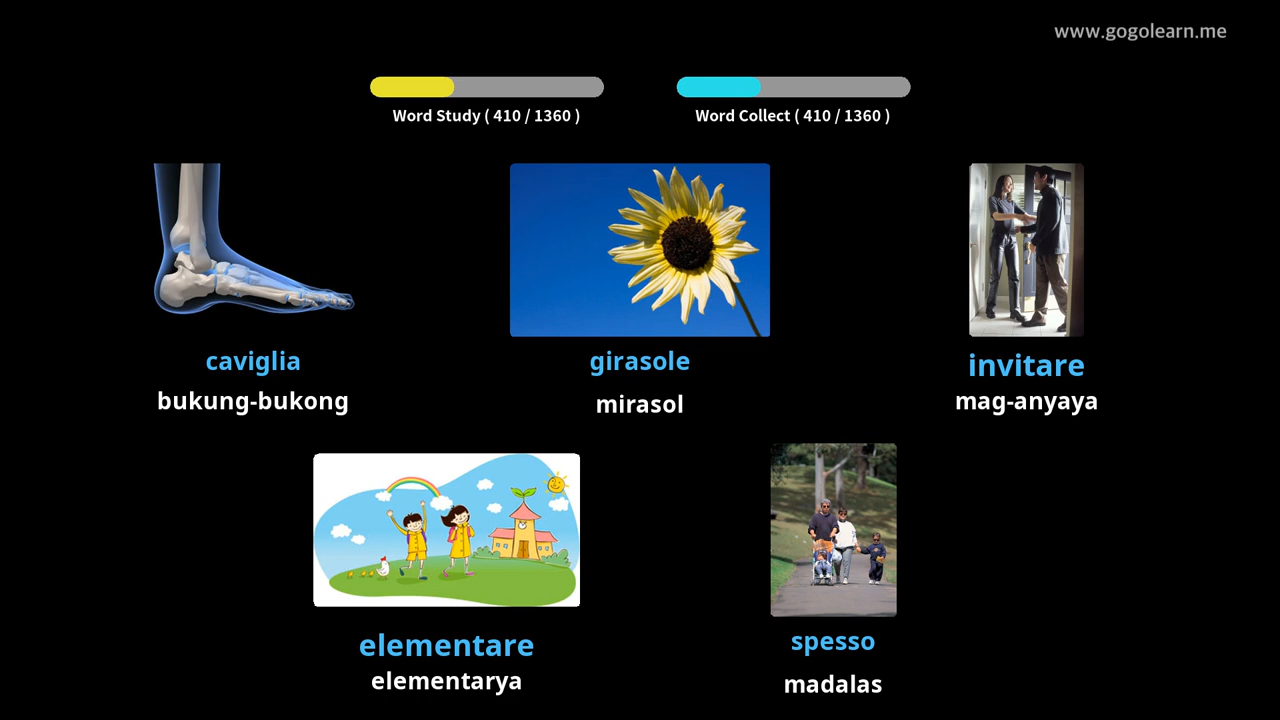 www.gogolearn.me
Word Study ( 410 / 1360 )
Word Collect ( 410 / 1360 )
caviglia
bukung-bukong
girasole
mirasol
invitare
mag-anyaya
elementare
elementarya
spesso
madalas